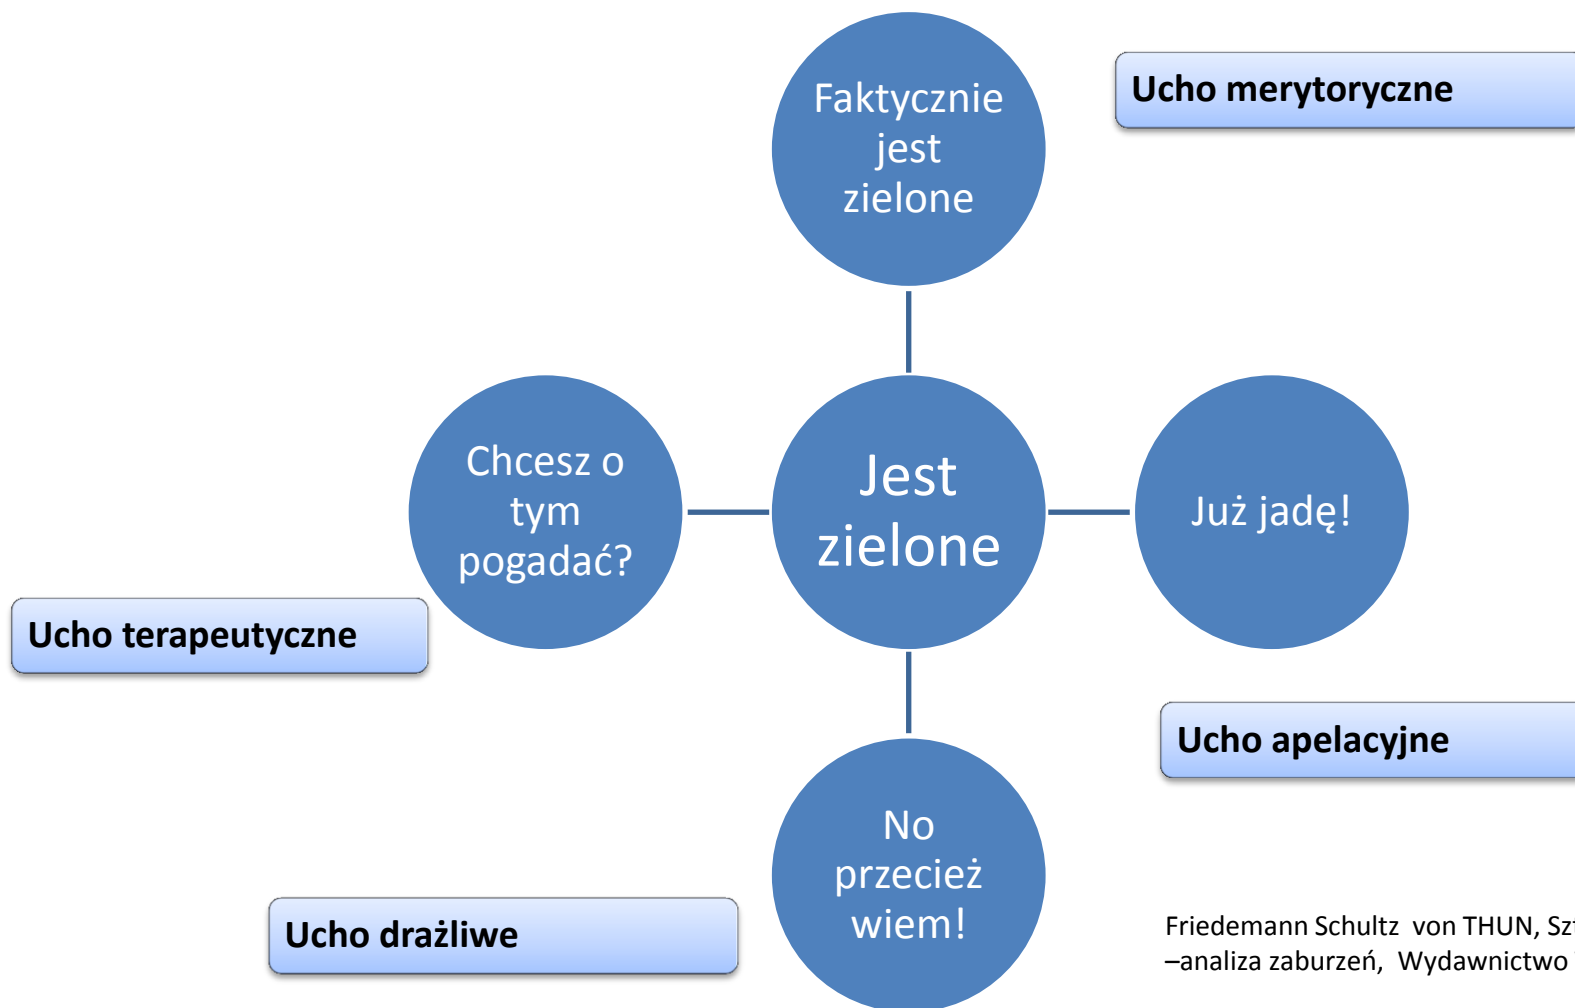 Faktycznie
jest
zielone
Ucho merytoryczne
Chcesz o
tym
pogadać?
Jest
zielone
Już jadę!
Ucho terapeutyczne
Ucho apelacyjne
No
przecież
wiem!
Ucho drażliwe
Friedemann Schultz von THUN,
–analiza zaburzeń, Wydawnictwo